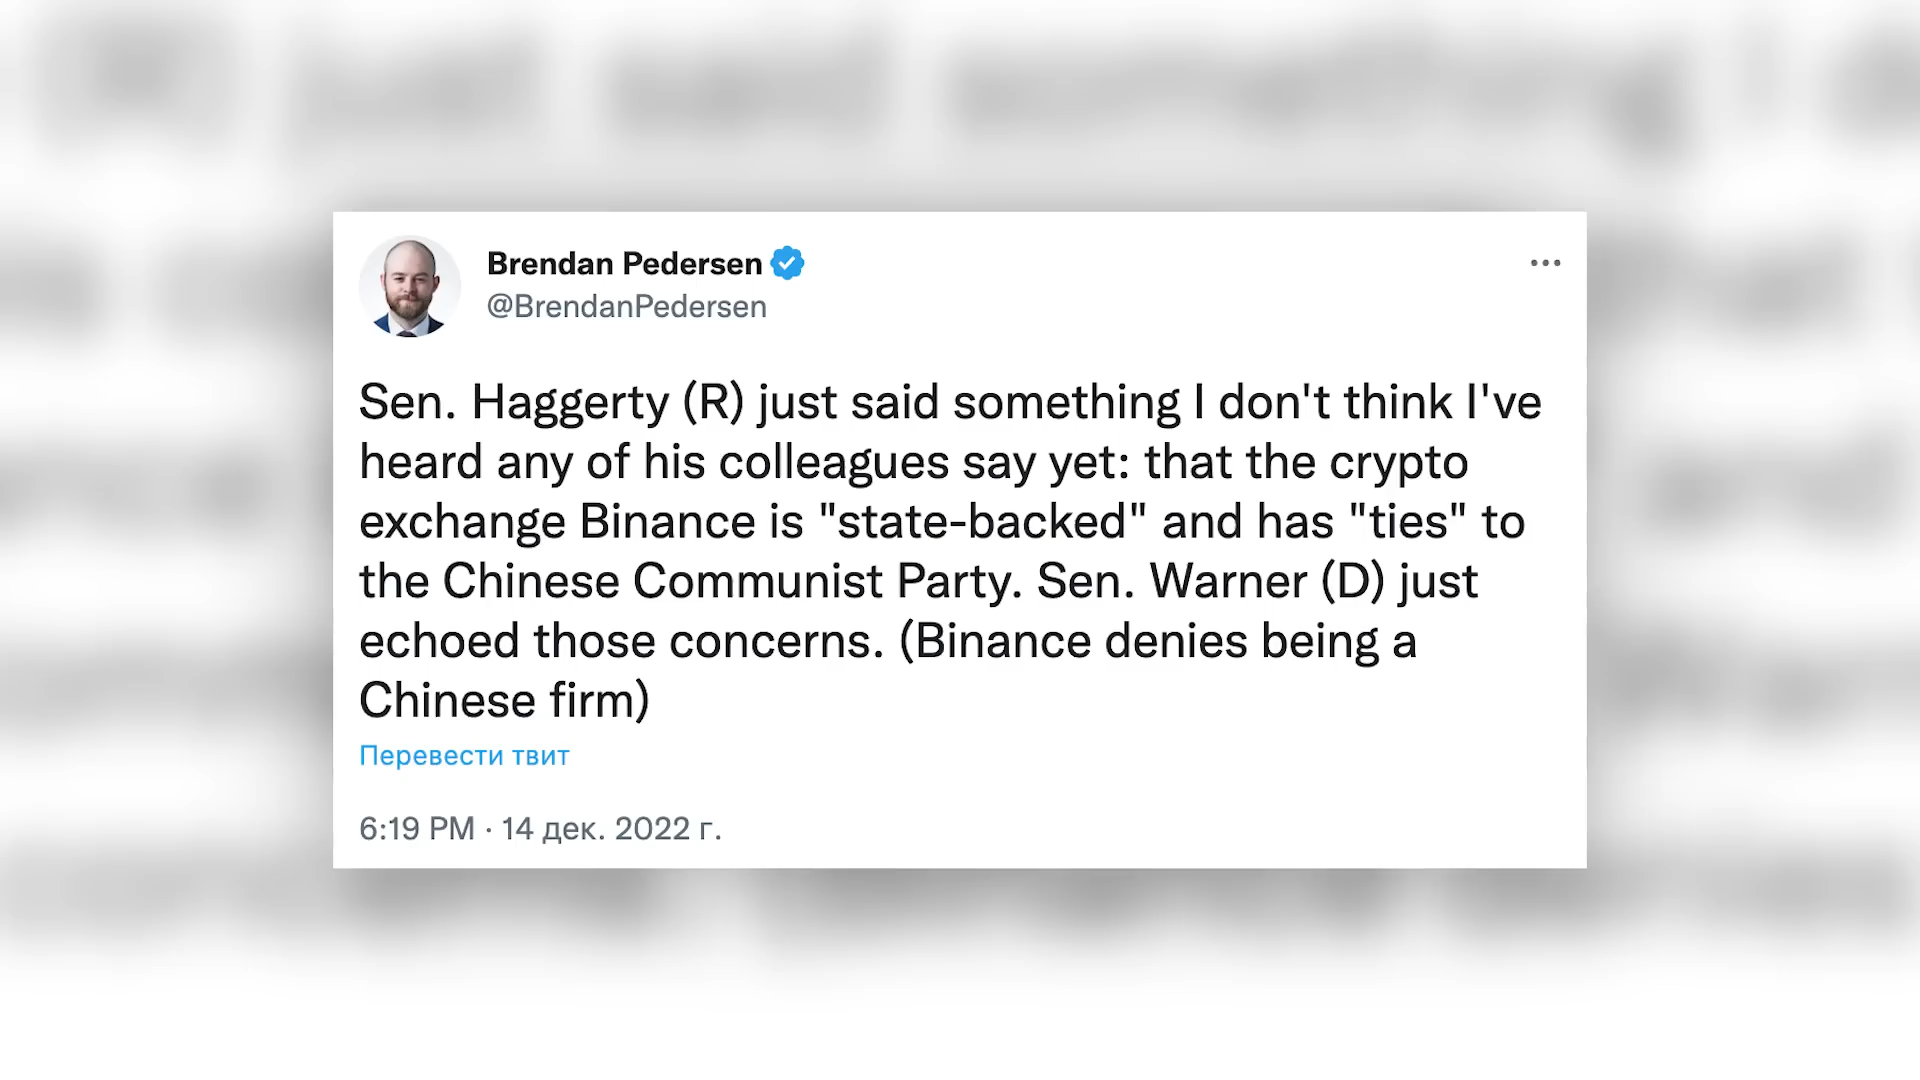 Brendan Pedersen
@BrendanPedersen
Sen. Haggerty (R) just said something I don't think I've
heard any of his colleagues say yet: that the crypto
exchange Binance is "state-backed" and has "ties" to
the Chinese Communist Party. Sen. Warner (D) just
echoed those concerns. (Binance denies being a
Chinese firm)
Перевести твит
6:19 PM · 14 дек. 2022 г.